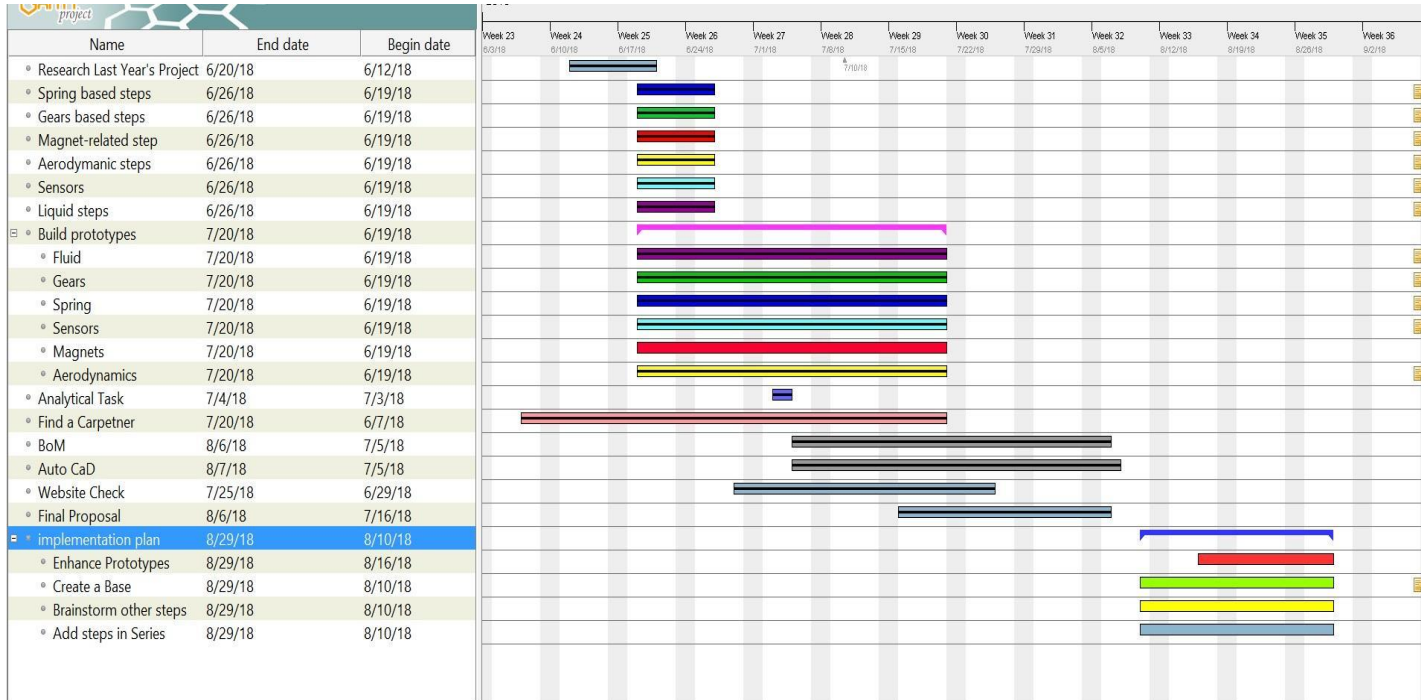 project
Name End date Begin date
Week 23 Week 24 Week 25 Week 26 Week 27 Week 28 Week 29 Week 30 Week 31 Week 32 Week 33 Week 34 Week 35 Week 36
6/3/18 6/10/18 6/17/18 6/24/18 7/1/18 7/8/18 7/15/18 7/22/18 7/29/18 8/5/18 8/12/18 8/19/18 8/26/18 9/2/18
7/10/18
Research Last Year's Project 6/20/18 6/12/18
Spring based steps 6/26/18 6/19/18
Gears based steps 6/26/18 6/19/18
Magnet-related step 6/26/18 6/19/18
Aerodymanic steps 6/26/18 6/19/18
Sensors 6/26/18 6/19/18
Liquid steps 6/26/18 6/19/18
Build prototypes 7/20/18 6/19/18
Fluid 7/20/18 6/19/18
Gears 7/20/18 6/19/18
Spring 7/20/18 6/19/18
Sensors 7/20/18 6/19/18
Magnets 7/20/18 6/19/18
Aerodynamics 7/20/18 6/19/18
Analytical Task 7/4/18 7/3/18
Find a Carpetner 7/20/18 6/7/18
BoM 8/6/18 7/5/18
Auto CaD 8/7/18 7/5/18
Website Check 7/25/18 6/29/18
Final Proposal 8/6/18 7/16/18
implementation plan 8/29/18 8/10/18
Enhance Prototypes 8/29/18 8/16/18
Create a Base 8/29/18 8/10/18
Brainstorm other steps 8/29/18 8/10/18
Add steps in Series 8/29/18 8/10/18